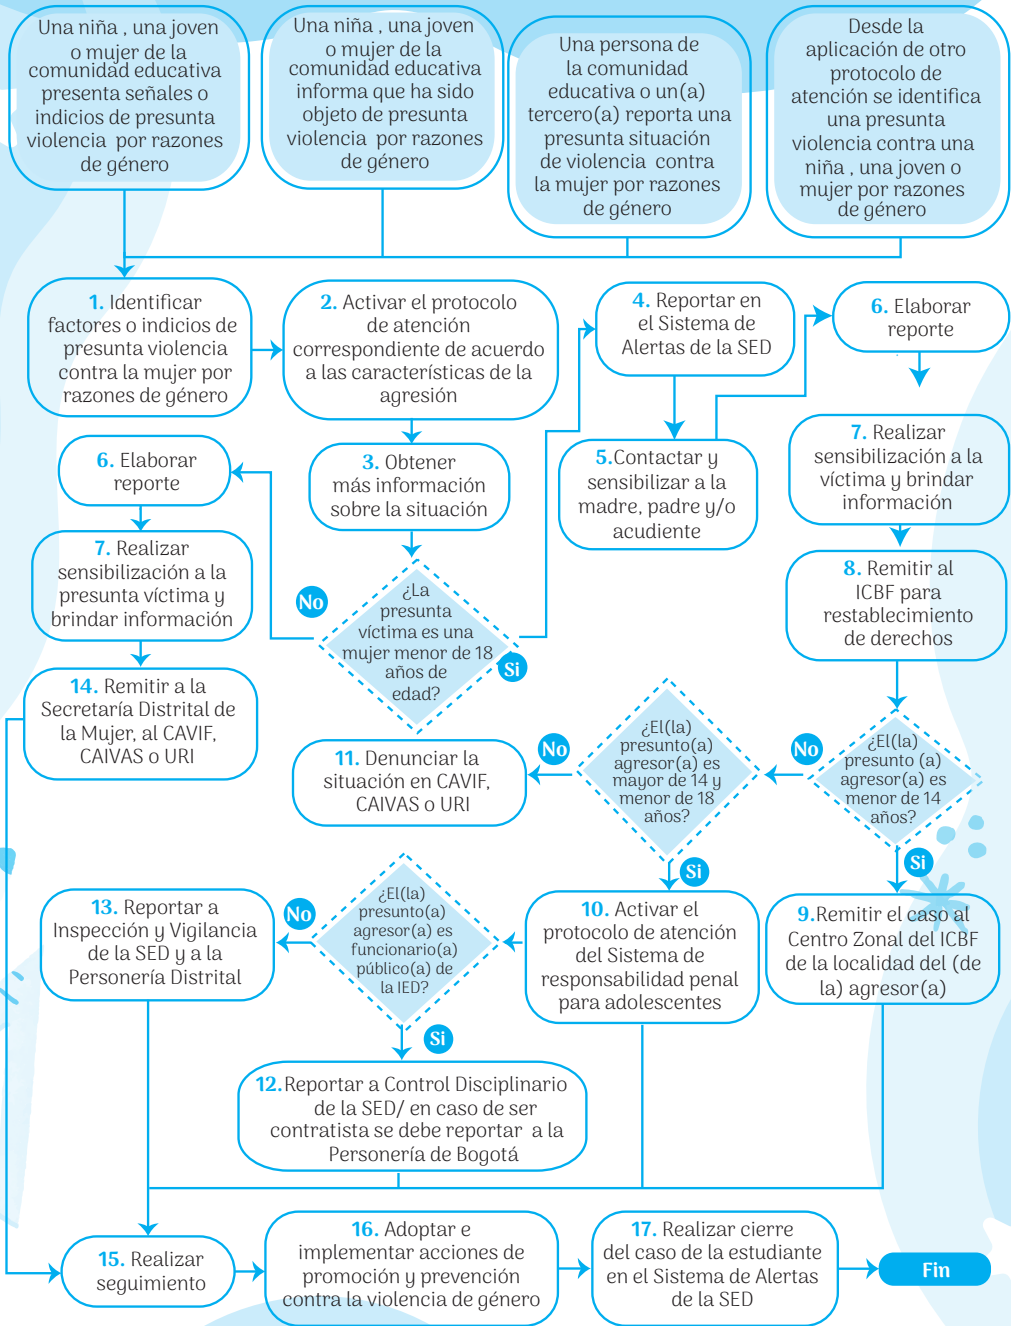 Una niña , una joven
o mujer de la
comunidad educativa
presenta señales o
indicios de presunta
violencia  por razones
de género
Una niña , una joven
o mujer de la
comunidad educativa
informa que ha sido
objeto de presunta
violencia  por razones
de género
Una persona de
la comunidad
educativa o un(a)
tercero(a) reporta una
presunta situación
de violencia  contra
la mujer por razones
de género
Desde la
aplicación de otro
protocolo de
atención se identifica
una presunta
violencia contra una
niña , una joven o
mujer por razones
de género
1. Identificar
factores o indicios de
presunta violencia
contra la mujer por
razones de género
2. Activar el protocolo
de atención
correspondiente de acuerdo
a las características de la
agresión
4. Reportar en
el Sistema de
Alertas de la SED
6. Elaborar
reporte
6. Elaborar
reporte
3. Obtener
más información
sobre la situación
5.Contactar y
sensibilizar a la
madre, padre y/o
acudiente
7. Realizar
sensibilización a la
víctima y brindar
información
7. Realizar
sensibilización a la
presunta víctima y
brindar información
No
¿La
presunta
víctima es una
mujer menor de 18
años de
edad?
Si
8. Remitir al
ICBF para
restablecimiento
de derechos
14. Remitir a la
Secretaría Distrital de
la Mujer, al CAVIF,
CAIVAS o URI
11. Denunciar la
situación en CAVIF,
CAIVAS o URI
No
¿El(la)
presunto(a)
agresor(a) es
mayor de 14 y
menor de 18
años?
No
¿El(la)
presunto (a)
agresor(a) es
menor de 14
años?
Si
Si
13. Reportar a
Inspección y Vigilancia
de la SED y a la
Personería Distrital
No
¿El(la)
presunto(a)
agresor(a) es
funcionario(a)
público(a) de
la IED?
Si
10. Activar el
protocolo de atención
del Sistema de
responsabilidad penal
para adolescentes
9.Remitir el caso al
Centro Zonal del ICBF
de la localidad del (de
la) agresor(a)
12.Reportar a Control Disciplinario
de la SED/ en caso de ser
contratista se debe reportar  a la
Personería de Bogotá
15. Realizar
seguimiento
16. Adoptar e
implementar acciones de
promoción y prevención
contra la violencia de género
17. Realizar cierre
del caso de la estudiante
en el Sistema de Alertas
de la SED
Fin